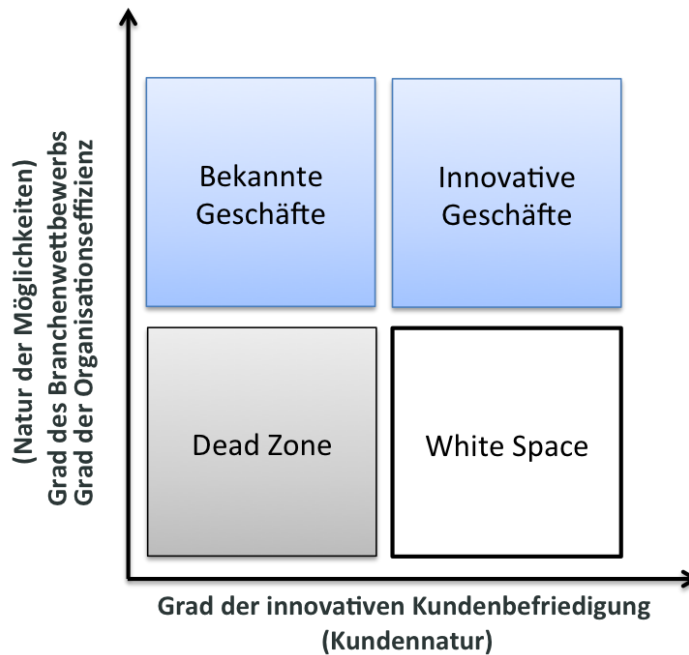 (Natur der Möglichkeiten)
Grad des Branchenwettbewerbs
Grad der Organisationseffizienz
Bekannte
Geschäfte
Innovative
Geschäfte
Dead Zone
White Space
Grad der innovativen Kundenbefriedigung
(Kundennatur)